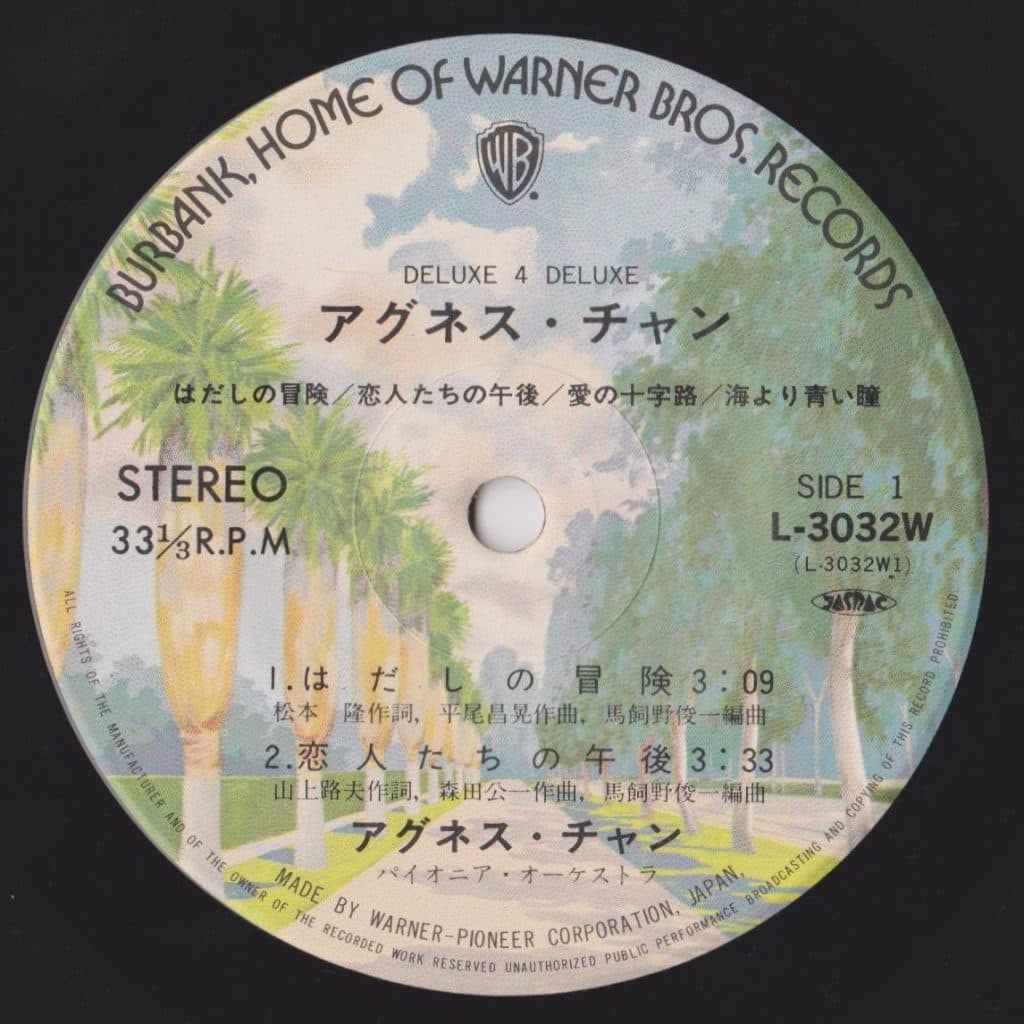 BURBANK, HOME OF WARNER BROS. RECORDS
WB
DELUXE 4 DELUXE
アグネス・チャン
はだしの冒険/恋人たちの午後/愛の十字路/海より青い瞳
STEREO
33⅓R.P.M
SIDE 1
L-3032W
(L-3032W1)
JASRAC
1.はだしの冒険 3:09
松本 隆作詞, 平尾昌晃作曲, 馬飼野俊一編曲
2.恋人たちの午後 3:33
山上路夫作詞, 森田公一作曲, 馬飼野俊一編曲
アグネス・チャン
パイオニア・オーケストラ
MADE BY WARNER-PIONEER CORPORATION, JAPAN,
ALL RIGHTS OF THE MANUFACTURER AND OF THE OWNER OF THE RECORDED WORK RESERVED UNAUTHORIZED PUBLIC PERFORMANCE BROADCASTING AND COPYING OF THIS RECORD PROHIBITED